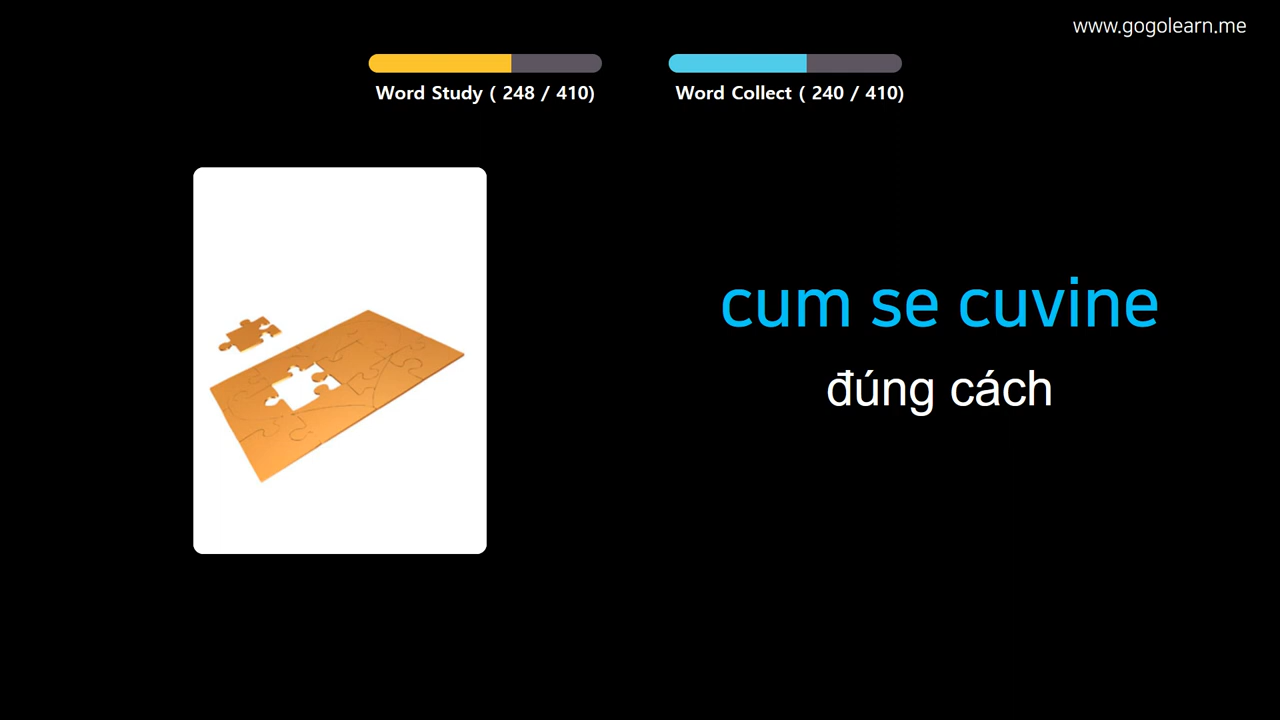 www.gogolearn.me
Word Study ( 248 / 410)
Word Collect ( 240 / 410)
cum se cuvine
đúng cách